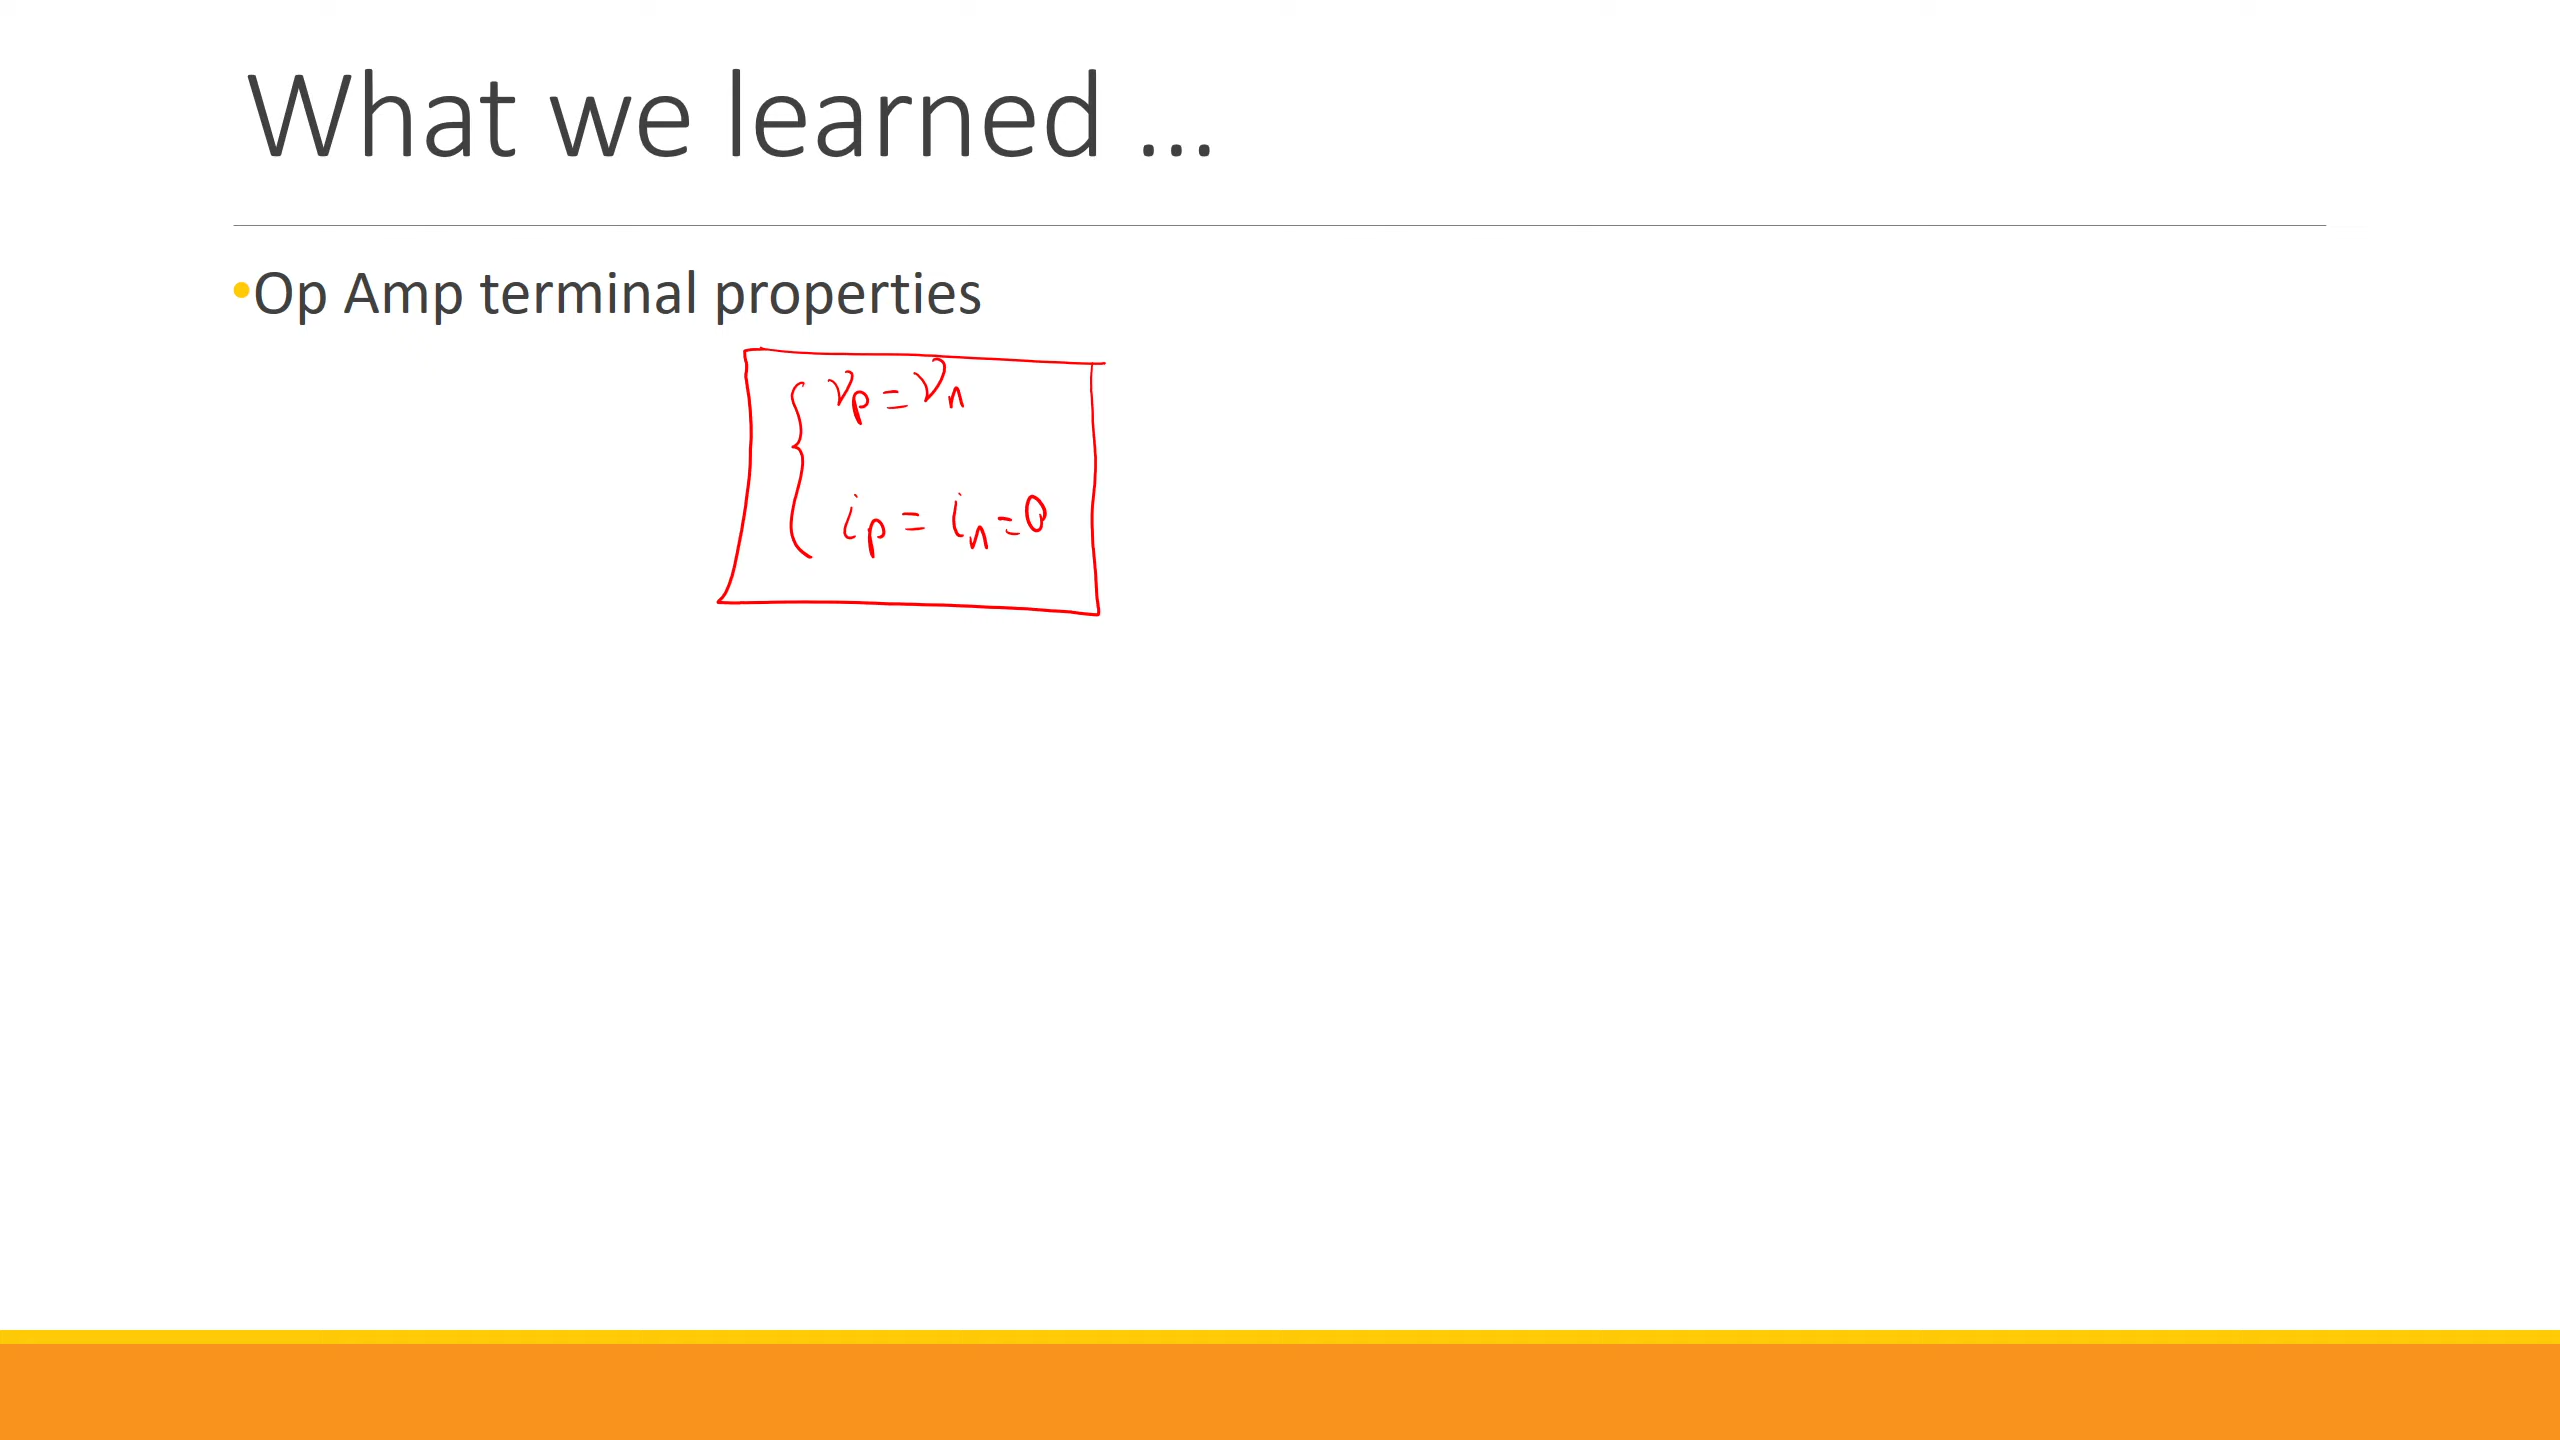 What we learned ...
•Op Amp terminal properties
vp = vn
ip = in = 0